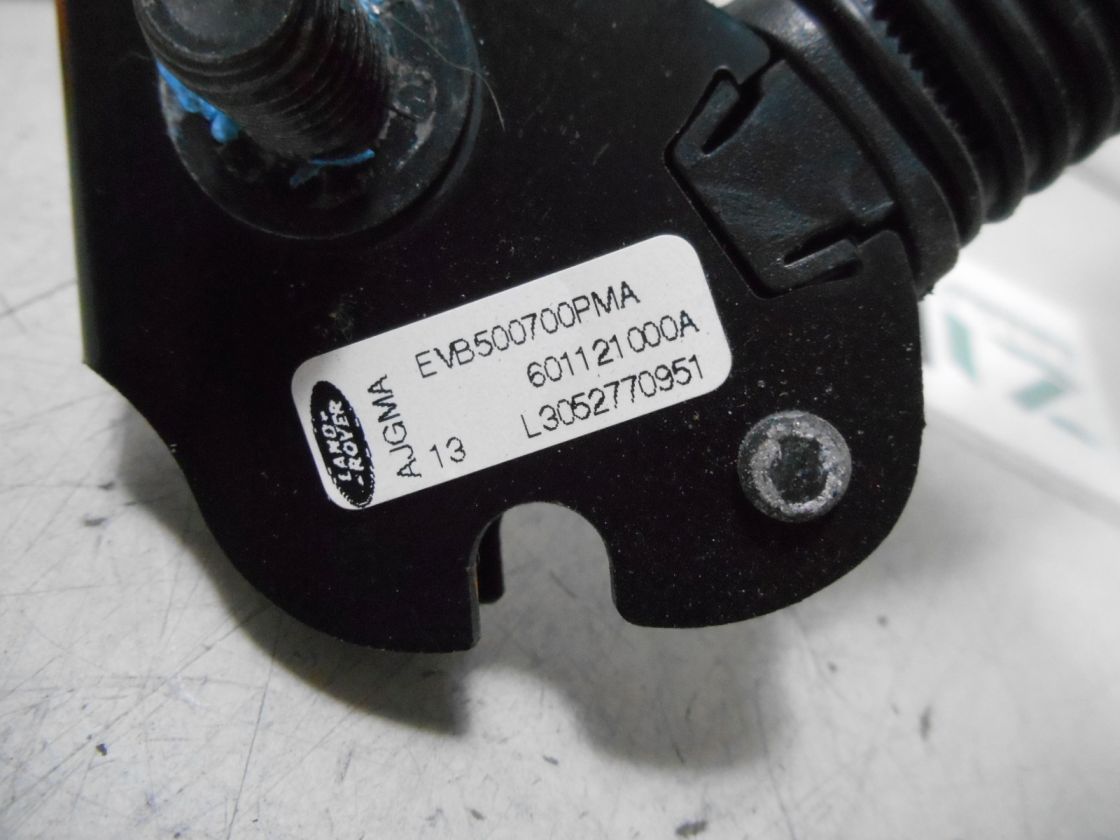 EVB500700PMA
601121000A
L3052770951
13
AJGMA
LAND-
-ROVER